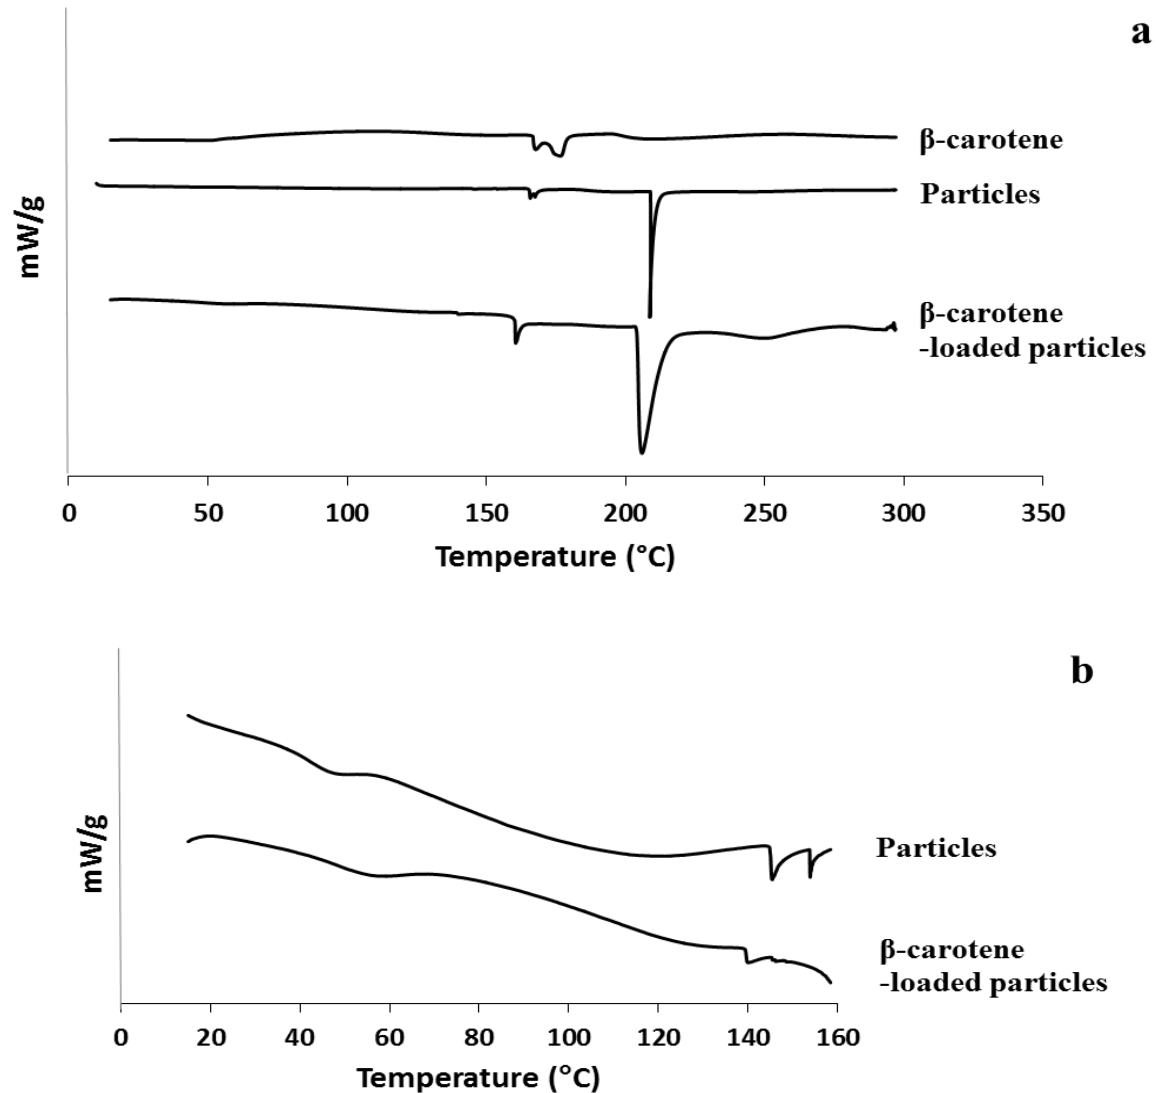 a
β-carotene
Particles
mW/g
β-carotene
-loaded particles
0 50 100 150 200 250 300 350
Temperature (°C)
b
mW/g
Particles
β-carotene
-loaded particles
0 20 40 60 80 100 120 140 160
Temperature (°C)